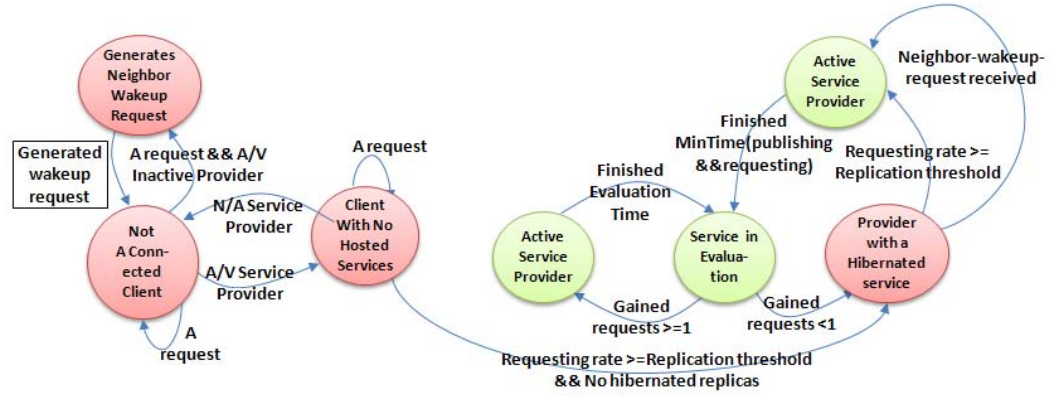 Generates
Neighbor
Wakeup
Request
Generated
wakeup
request
A request && A/V
Inactive Provider
Not
A Conn-
ected
Client
A
request
N/A Service
Provider
A/V Service
Provider
A request
Client
With No
Hosted
Services
Active
Service
Provider
Finished
Evaluation
Time
Gained
requests >=1
Service in
Evalua-
tion
Finished
MinTime(publishing
&&requesting)
Active
Service
Provider
Gained
requests <1
Provider
with a
Hibernated
service
Requesting rate >=
Replication threshold
Neighbor-wakeup-
request received
Requesting rate >=Replication threshold
&& No hibernated replicas